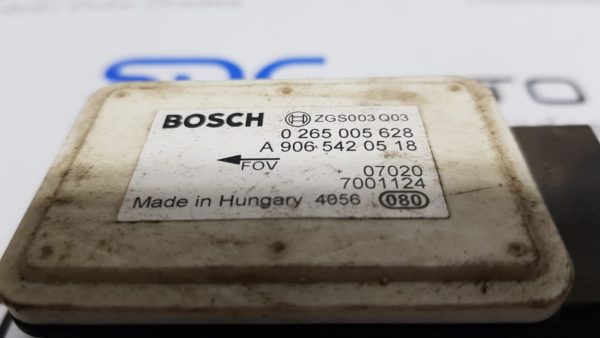 BOSCH ZGS003 Q03
0 265 005 628
A 906 542 05 18
FOV
07020
7001124
Made in Hungary 4056 080